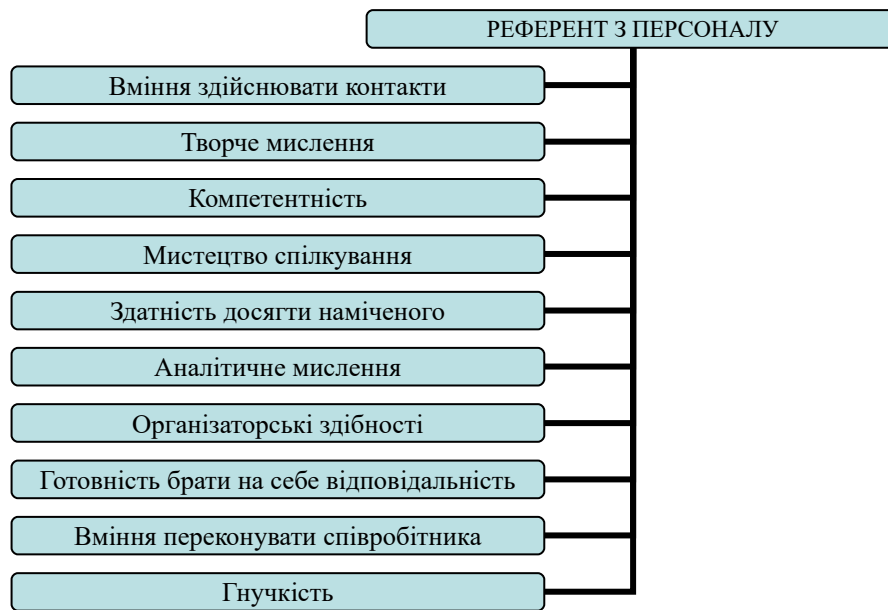 РЕФЕРЕНТ З ПЕРСОНАЛУ
Вміння здійснювати контакти
Творче мислення
Компетентність
Мистецтво спілкування
Здатність досягти наміченого
Аналітичне мислення
Організаторські здібності
Готовність брати на себе відповідальність
Вміння переконувати співробітника
Гнучкість